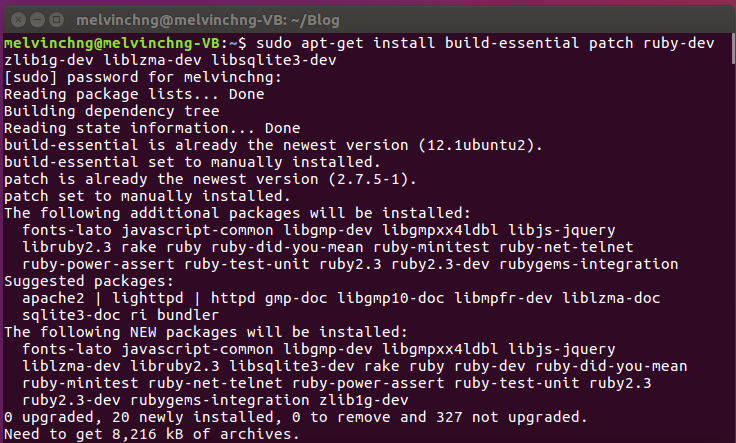 melvinchng@melvinchng-VB: ~/Blog
melvinchng@melvinchng-VB:~$ sudo apt-get install build-essential patch ruby-dev
zlib1g-dev liblzma-dev libsqlite3-dev
[sudo] password for melvinchng:
Reading package lists... Done
Building dependency tree
Reading state information... Done
build-essential is already the newest version (12.1ubuntu2).
build-essential set to manually installed.
patch is already the newest version (2.7.5-1).
patch set to manually installed.
The following additional packages will be installed:
  fonts-lato javascript-common libgmp-dev libgmpxx4ldbl libjs-jquery
  libruby2.3 rake ruby ruby-did-you-mean ruby-minitest ruby-net-telnet
  ruby-power-assert ruby-test-unit ruby2.3 ruby2.3-dev rubygems-integration
Suggested packages:
  apache2 | lighttpd | httpd gmp-doc libgmp10-doc libmpfr-dev liblzma-doc
  sqlite3-doc ri bundler
The following NEW packages will be installed:
  fonts-lato javascript-common libgmp-dev libgmpxx4ldbl libjs-jquery
  liblzma-dev libruby2.3 libsqlite3-dev rake ruby ruby-dev ruby-did-you-mean
  ruby-minitest ruby-net-telnet ruby-power-assert ruby-test-unit ruby2.3
  ruby2.3-dev rubygems-integration zlib1g-dev
0 upgraded, 20 newly installed, 0 to remove and 327 not upgraded.
Need to get 8,216 kB of archives.